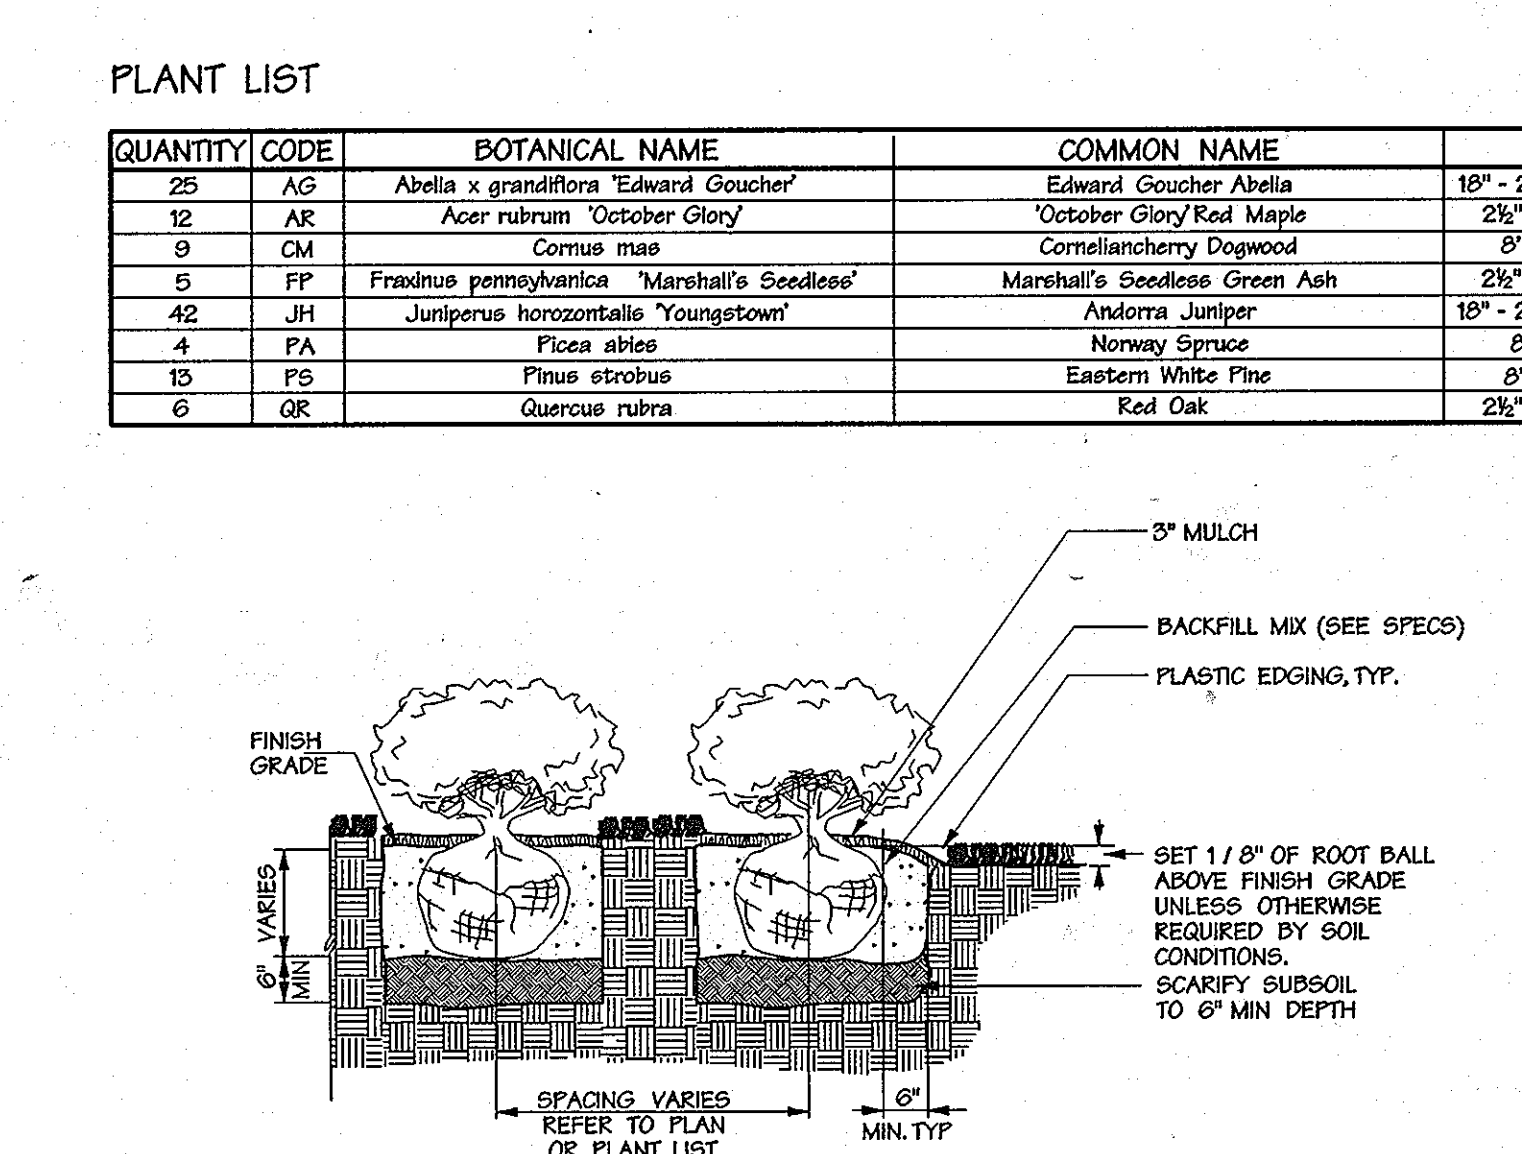 PLANT LIST
QUANTITY CODE BOTANICAL NAME COMMON NAME
25 AG Abelia x grandiflora 'Edward Goucher' Edward Goucher Abelia 18" - 2
12 AR Acer rubrum 'October Glory' 'October Glory' Red Maple 2½"
9 CM Cornus mas Corneliancherry Dogwood 8'
5 FP Fraxinus pennsylvanica 'Marshall's Seedless' Marshall's Seedless Green Ash 2½"
42 JH Juniperus horozontalis 'Youngstown' Andorra Juniper 18" - 2
4 PA Picea abies Norway Spruce 8
13 PS Pinus strobus Eastern White Pine 8'
6 QR Quercus rubra Red Oak 2½"
3" MULCH
BACKFILL MIX (SEE SPECS)
PLASTIC EDGING, TYP.
FINISH
GRADE
SET 1/8" OF ROOT BALL
ABOVE FINISH GRADE
UNLESS OTHERWISE
REQUIRED BY SOIL
CONDITIONS.
SCARIFY SUBSOIL
TO 6" MIN DEPTH
VARIES
6"
MIN
SPACING VARIES
REFER TO PLAN
OR PLANT LIST
6"
MIN. TYP